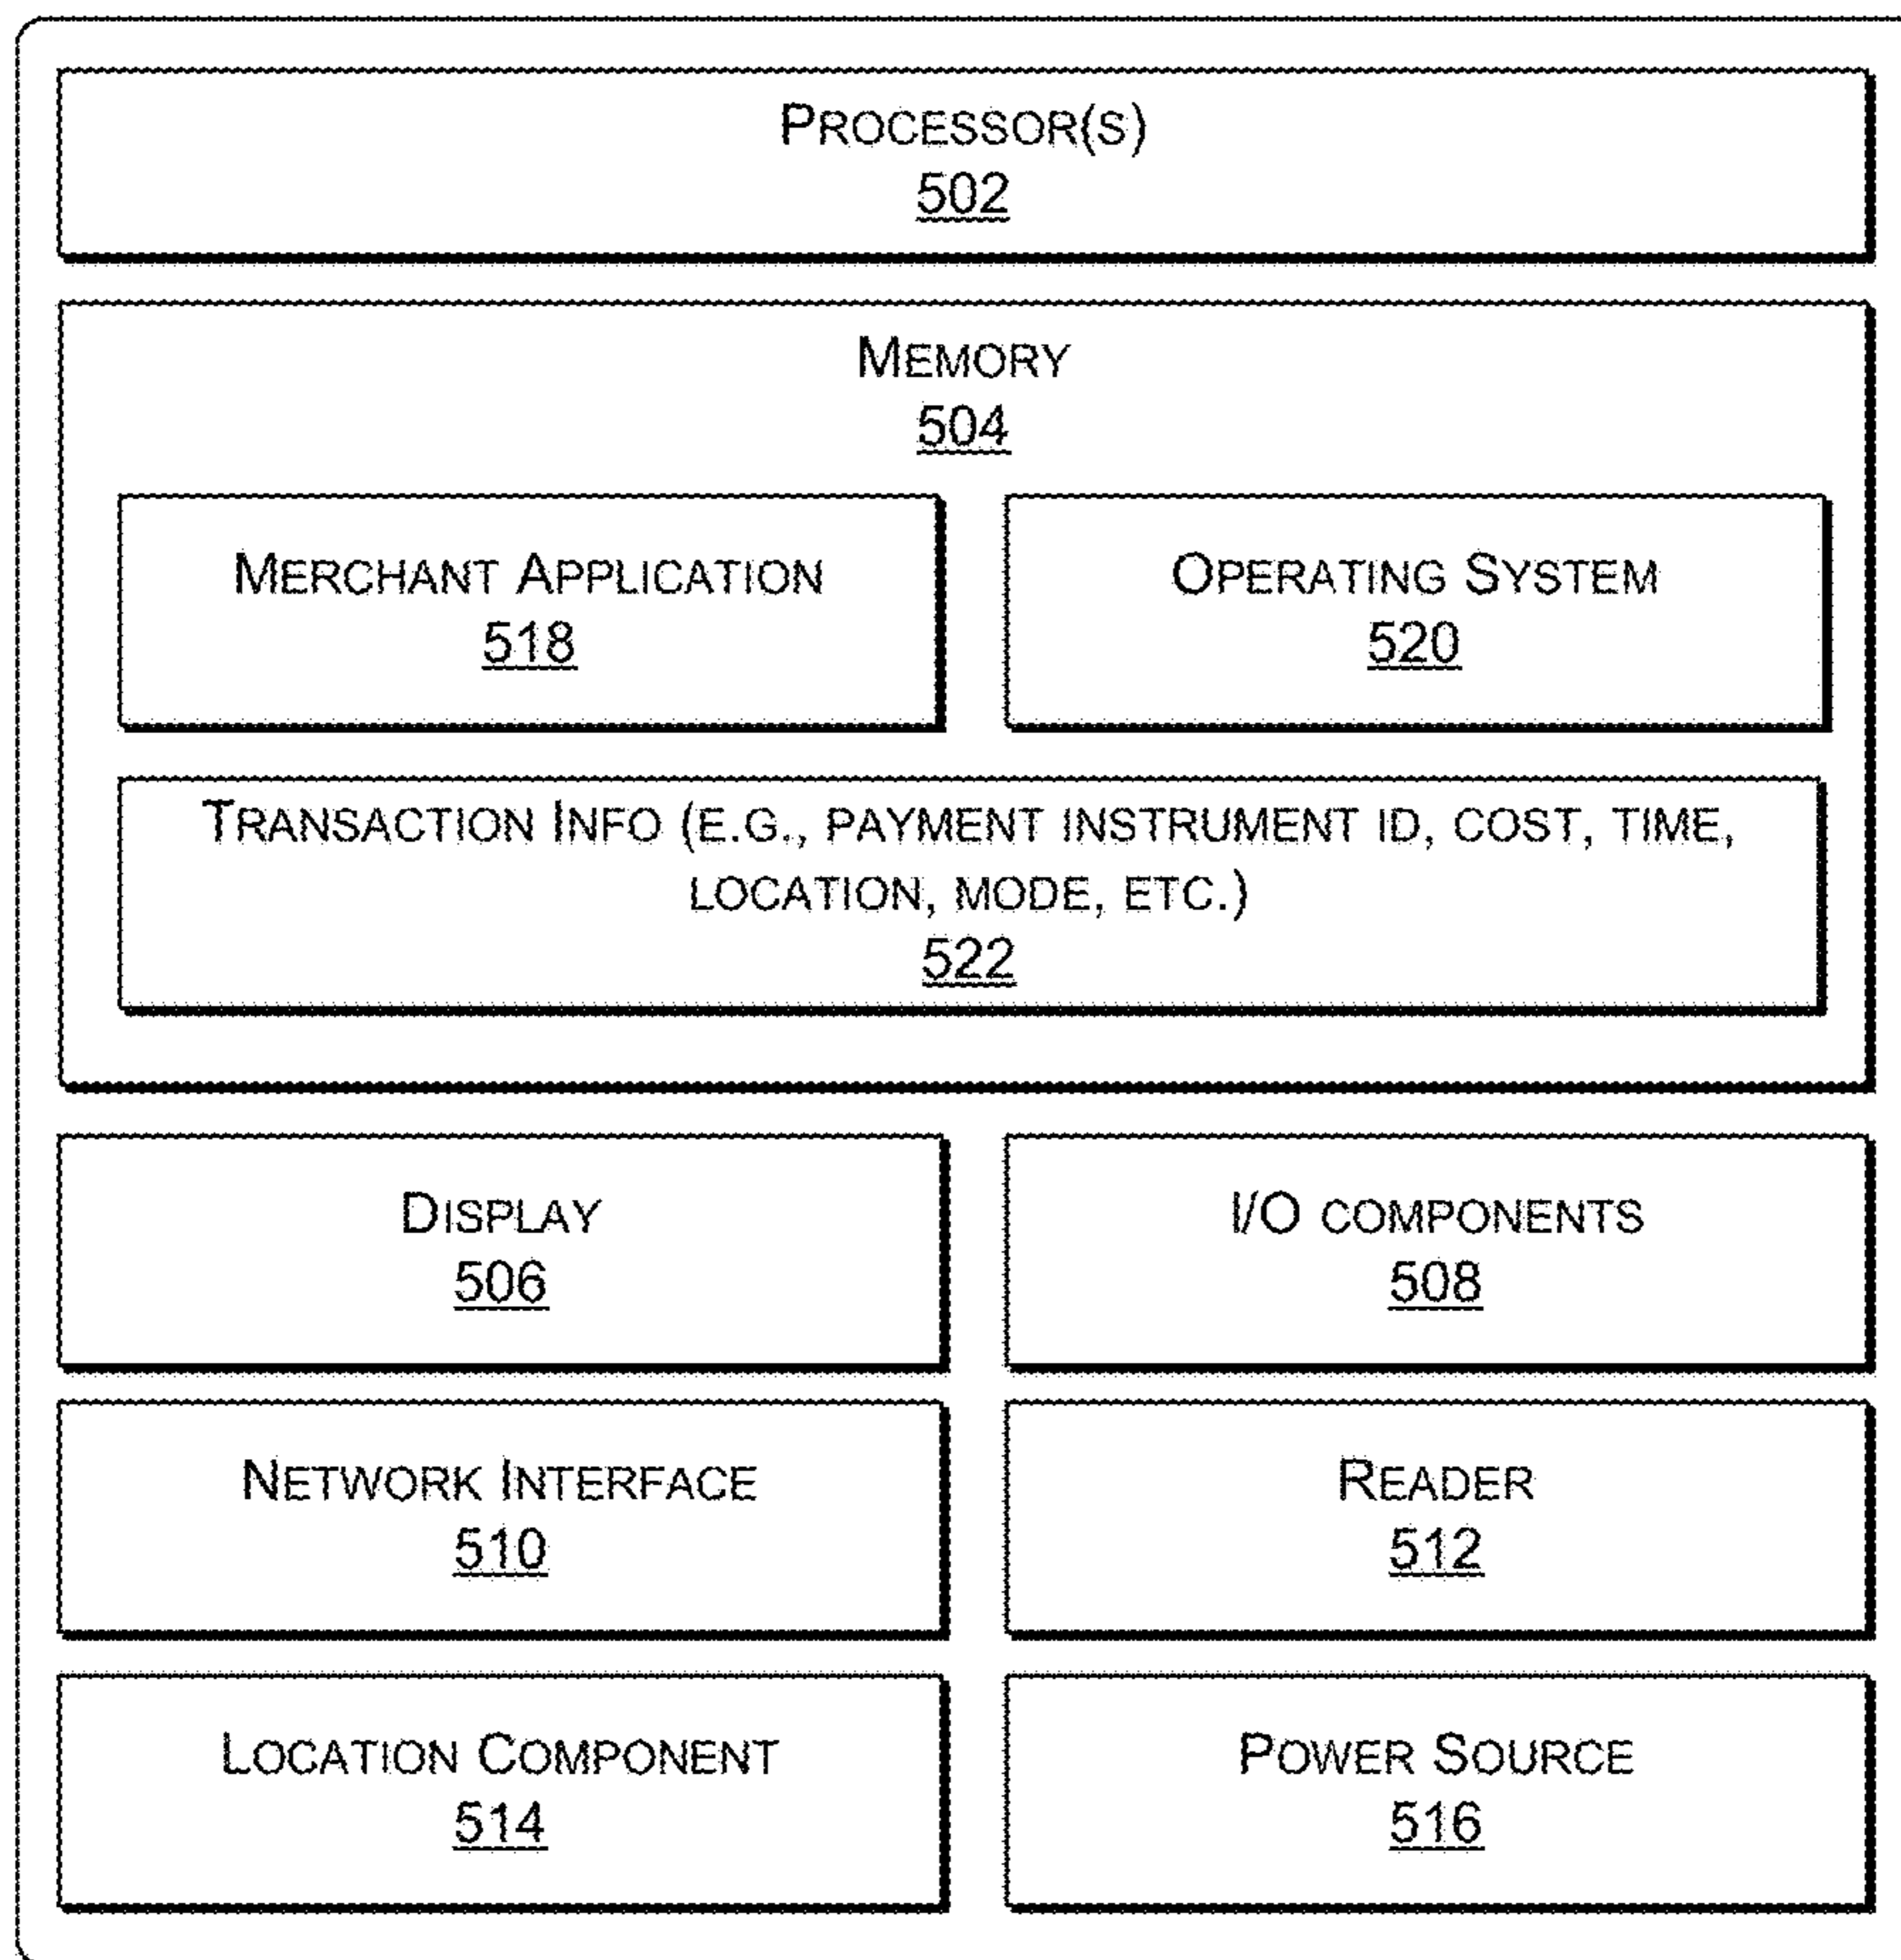 PROCESSOR(S)
502
MEMORY
504
MERCHANT APPLICATION
518
OPERATING SYSTEM
520
TRANSACTION INFO (E.G., PAYMENT INSTRUMENT ID, COST, TIME,
LOCATION, MODE, ETC.)
522
DISPLAY
506
I/O COMPONENTS
508
NETWORK INTERFACE
510
READER
512
LOCATION COMPONENT
514
POWER SOURCE
516